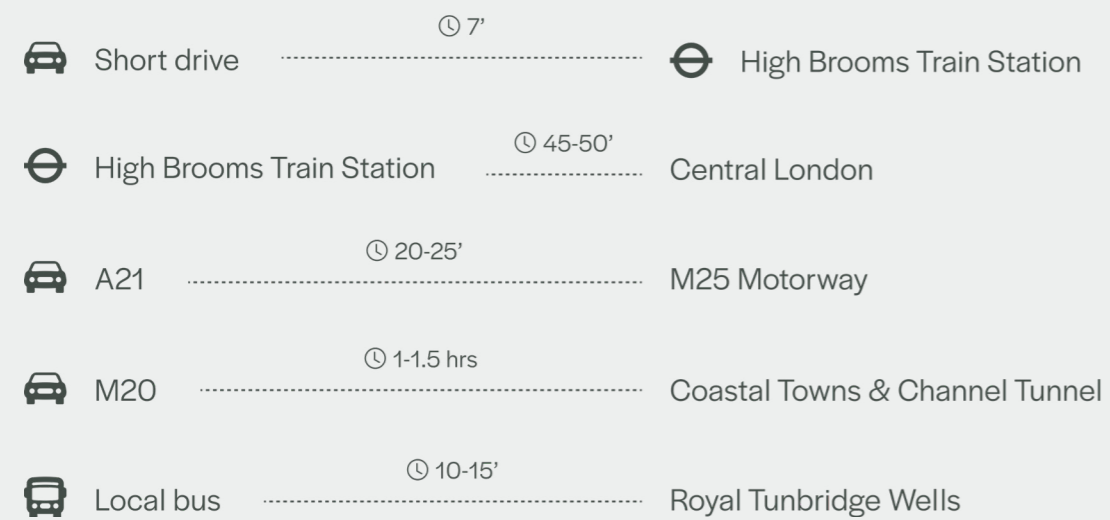 7’
Short drive High Brooms Train Station
45-50’
High Brooms Train Station Central London
20-25’
A21 M25 Motorway
1-1.5 hrs
M20 Coastal Towns & Channel Tunnel
10-15’
Local bus Royal Tunbridge Wells